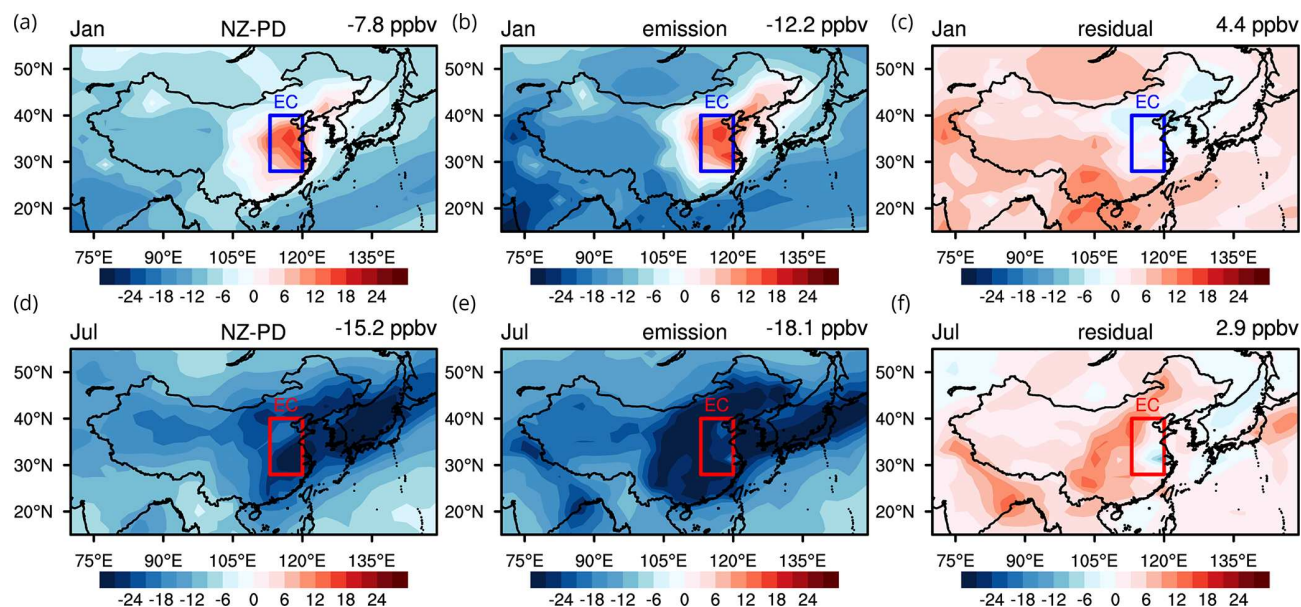 (a) Jan NZ-PD -7.8 ppbv
(b) Jan emission -12.2 ppbv
(c) Jan residual 4.4 ppbv
50°N
40°N
30°N
20°N
EC
EC
EC
75°E 90°E 105°E 120°E 135°E
75°E 90°E 105°E 120°E 135°E
75°E 90°E 105°E 120°E 135°E
-24 -18 -12 -6 0 6 12 18 24
-24 -18 -12 -6 0 6 12 18 24
-24 -18 -12 -6 0 6 12 18 24
(d) Jul NZ-PD -15.2 ppbv
(e) Jul emission -18.1 ppbv
(f) Jul residual 2.9 ppbv
50°N
40°N
30°N
20°N
EC
EC
EC
75°E 90°E 105°E 120°E 135°E
75°E 90°E 105°E 120°E 135°E
75°E 90°E 105°E 120°E 135°E
-24 -18 -12 -6 0 6 12 18 24
-24 -18 -12 -6 0 6 12 18 24
-24 -18 -12 -6 0 6 12 18 24